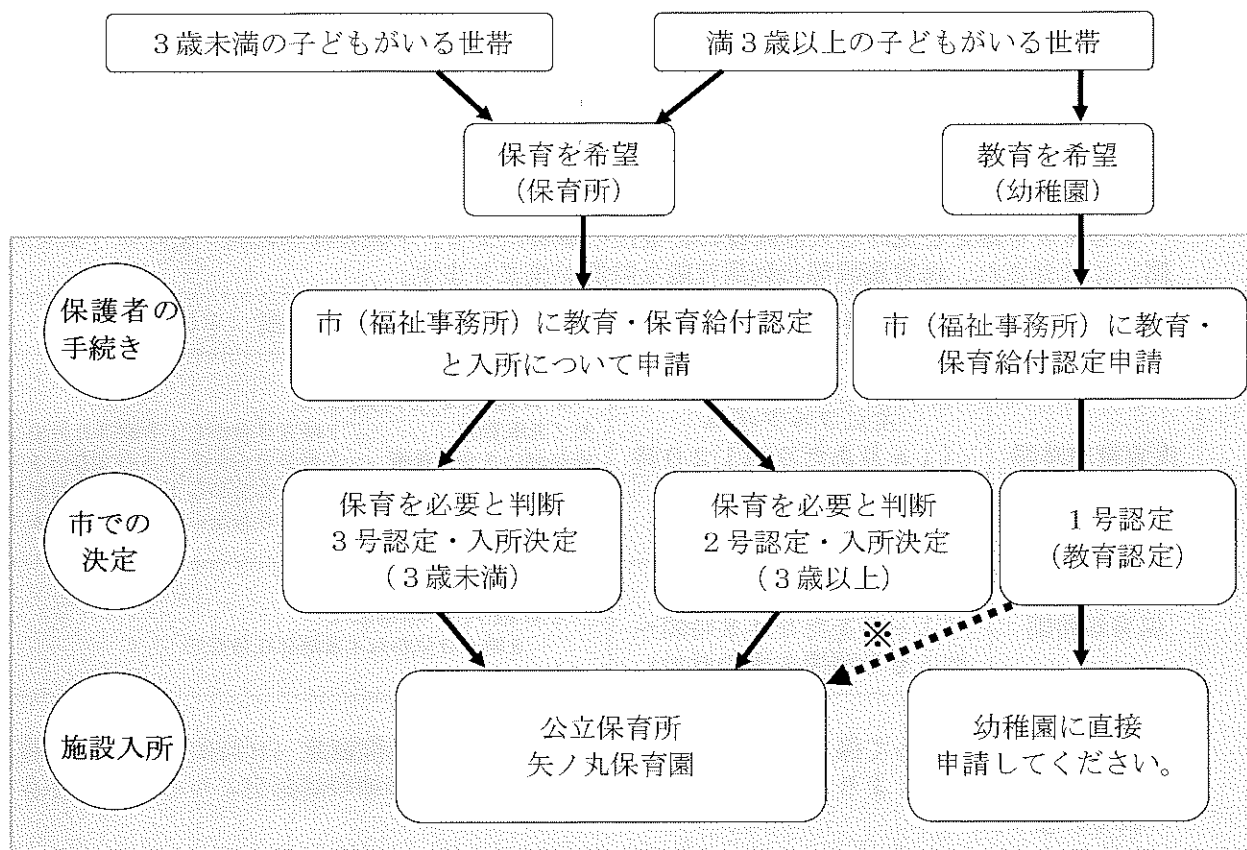 ３歳未満の子どもがいる世帯
満３歳以上の子どもがいる世帯
保育を希望
（保育所）
教育を希望
（幼稚園）
保護者の
手続き
市（福祉事務所）に教育・保育給付認定
と入所について申請
市（福祉事務所）に教育・
保育給付認定申請
市での
決定
保育を必要と判断
３号認定・入所決定
（３歳未満）
保育を必要と判断
２号認定・入所決定
（３歳以上）
１号認定
（教育認定）
※
施設入所
公立保育所
矢ノ丸保育園
幼稚園に直接
申請してください。